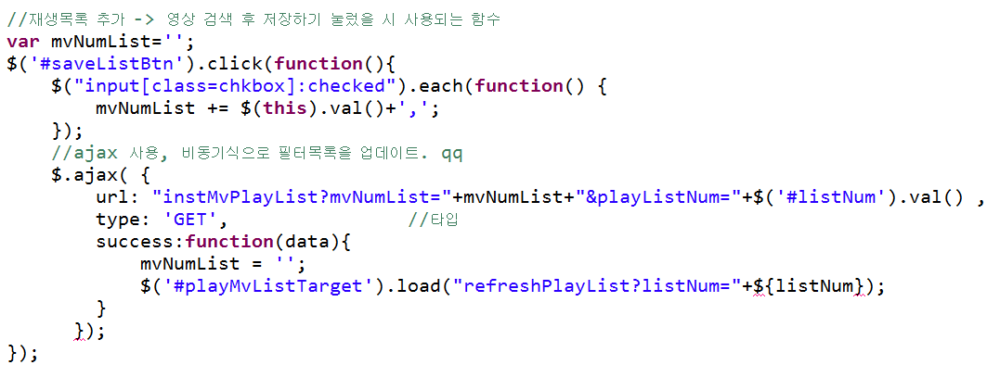 //재생목록 추가 -> 영상 검색 후 저장하기 눌렀을 시 사용되는 함수
var mvNumList='';
$('#saveListBtn').click(function(){
    $("input[class=chkbox]:checked").each(function() {
        mvNumList += $(this).val()+',';
    });
    //ajax 사용, 비동기식으로 필터목록을 업데이트. qq
    $.ajax( {
        url: "instMvPlayList?mvNumList="+mvNumList+"&playListNum="+$('#listNum').val() ,
        type: 'GET',                //타입
        success:function(data){
            mvNumList = '';
            $('#playMvListTarget').load("refreshPlayList?listNum="+${listNum});
        }
      });
});